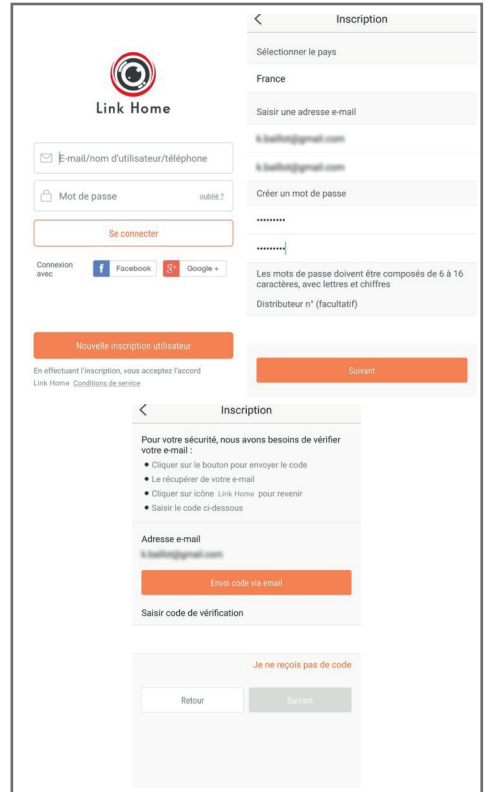 Link Home
E-mail/nom d'utilisateur/téléphone
Mot de passe
oublié ?
Se connecter
Connexion
avec
f Facebook
g+ Google +
Nouvelle inscription utilisateur
En effectuant l'inscription, vous acceptez l'accord
Link Home Conditions de service
Inscription
Sélectionner le pays
France
Saisir une adresse e-mail
Créer un mot de passe
•••••••••
•••••••••
Les mots de passe doivent être composés de 6 à 16
caractères, avec lettres et chiffres
Distributeur n° (facultatif)
Suivant
Inscription
Pour votre sécurité, nous avons besoins de vérifier
votre e-mail :
• Cliquer sur le bouton pour envoyer le code
• Le récupérer de votre e-mail
• Cliquer sur icône Link Home pour revenir
• Saisir le code ci-dessous
Adresse e-mail
Envoi code via email
Saisir code de vérification
Je ne reçois pas de code
Retour
Suivant